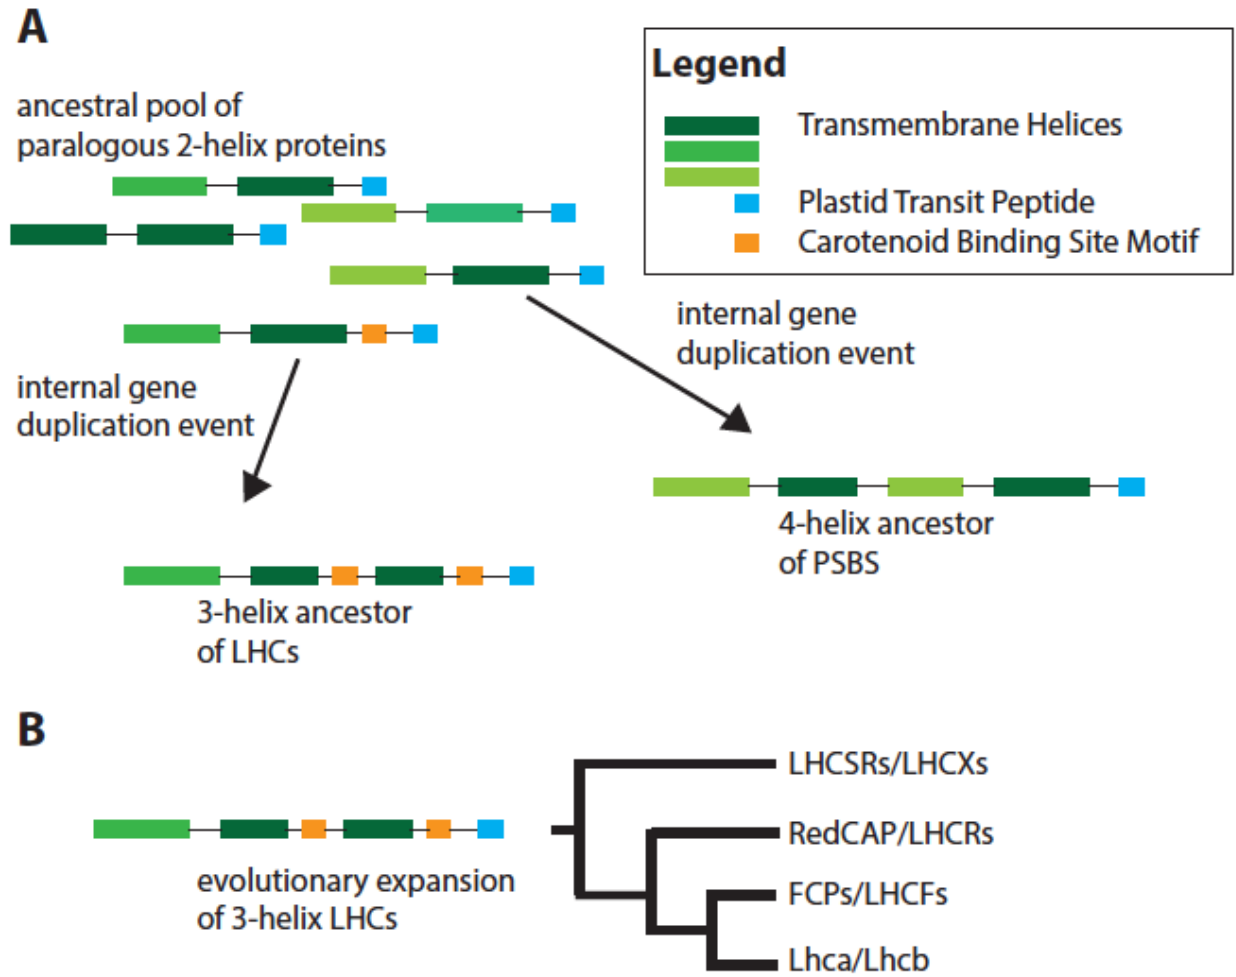 A
ancestral pool of
paralogous 2-helix proteins
Legend
Transmembrane Helices
Plastid Transit Peptide
Carotenoid Binding Site Motif
internal gene
duplication event
internal gene
duplication event
4-helix ancestor
of PSBS
3-helix ancestor
of LHCs
B
evolutionary expansion
of 3-helix LHCs
LHCSRs/LHCXs
RedCAP/LHCRs
FCPs/LHCFs
Lhca/Lhcb